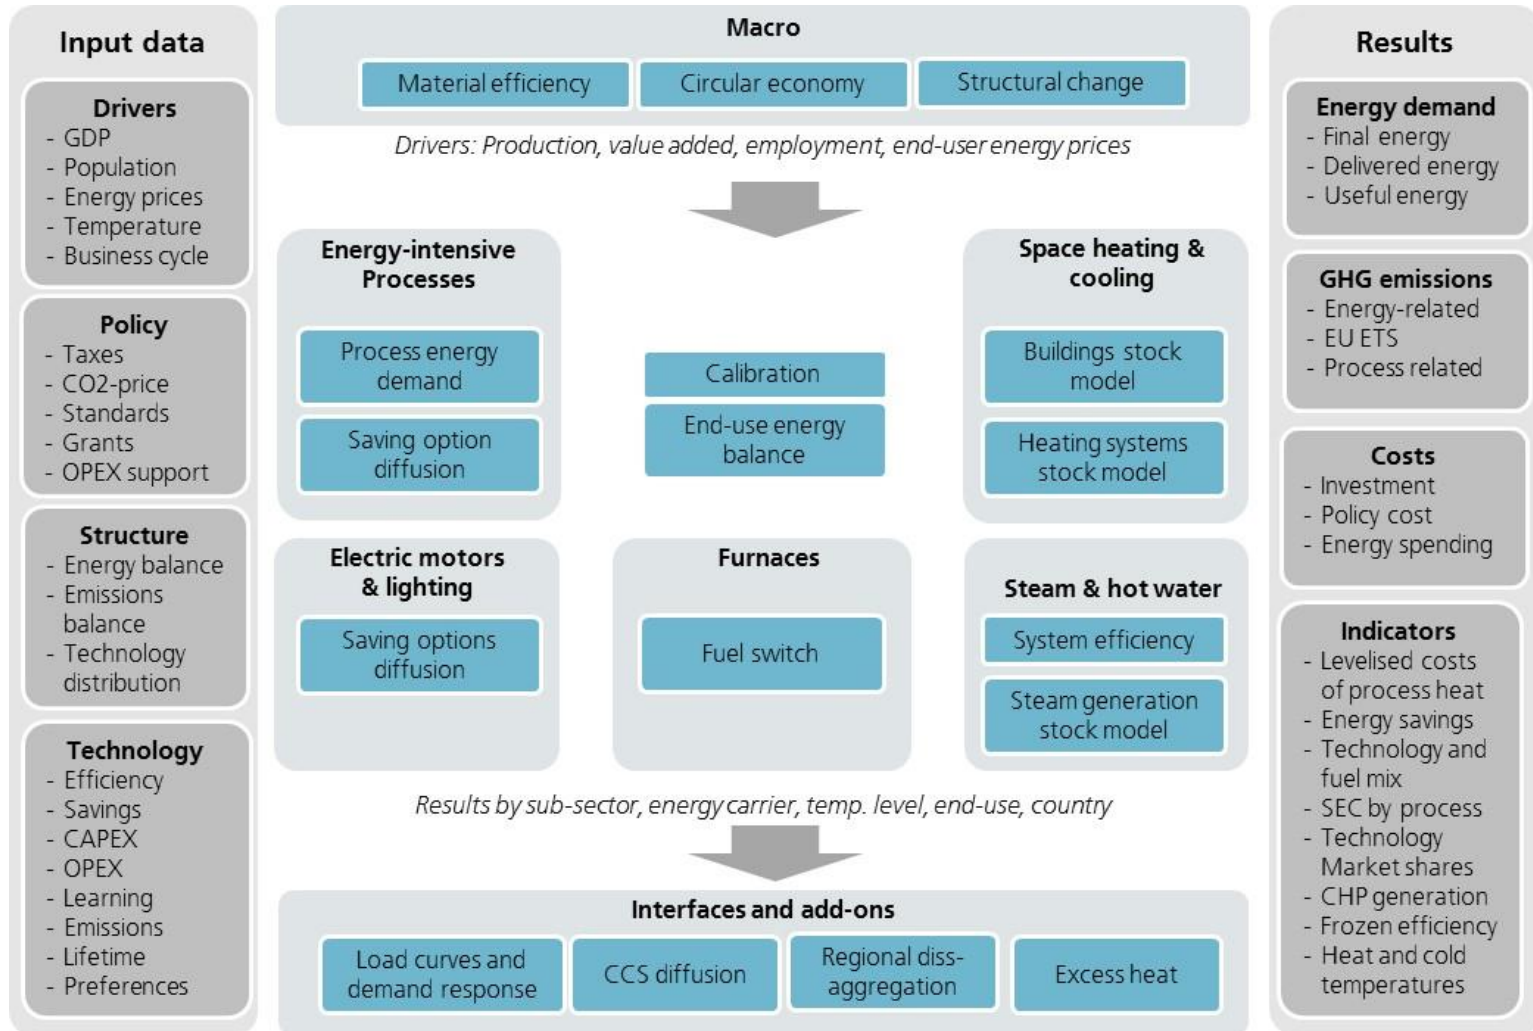 Input data
Drivers
- GDP
- Population
- Energy prices
- Temperature
- Business cycle
Policy
- Taxes
- CO2-price
- Standards
- Grants
- OPEX support
Structure
- Energy balance
- Emissions
balance
- Technology
distribution
Technology
- Efficiency
- Savings
- CAPEX
- OPEX
- Learning
- Emissions
- Lifetime
- Preferences
Macro
Material efficiency
Circular economy
Structural change
Drivers: Production, value added, employment, end-user energy prices
Energy-intensive
Processes
Process energy
demand
Saving option
diffusion
Calibration
End-use energy
balance
Space heating &
cooling
Buildings stock
model
Heating systems
stock model
Electric motors
& lighting
Saving options
diffusion
Furnaces
Fuel switch
Steam & hot water
System efficiency
Steam generation
stock model
Results by sub-sector, energy carrier, temp. level, end-use, country
Interfaces and add-ons
Load curves and
demand response
CCS diffusion
Regional diss-
aggregation
Excess heat
Results
Energy demand
- Final energy
- Delivered energy
- Useful energy
GHG emissions
- Energy-related
- EU ETS
- Process related
Costs
- Investment
- Policy cost
- Energy spending
Indicators
- Levelised costs
of process heat
- Energy savings
- Technology and
fuel mix
- SEC by process
- Technology
Market shares
- CHP generation
- Frozen efficiency
- Heat and cold
temperatures